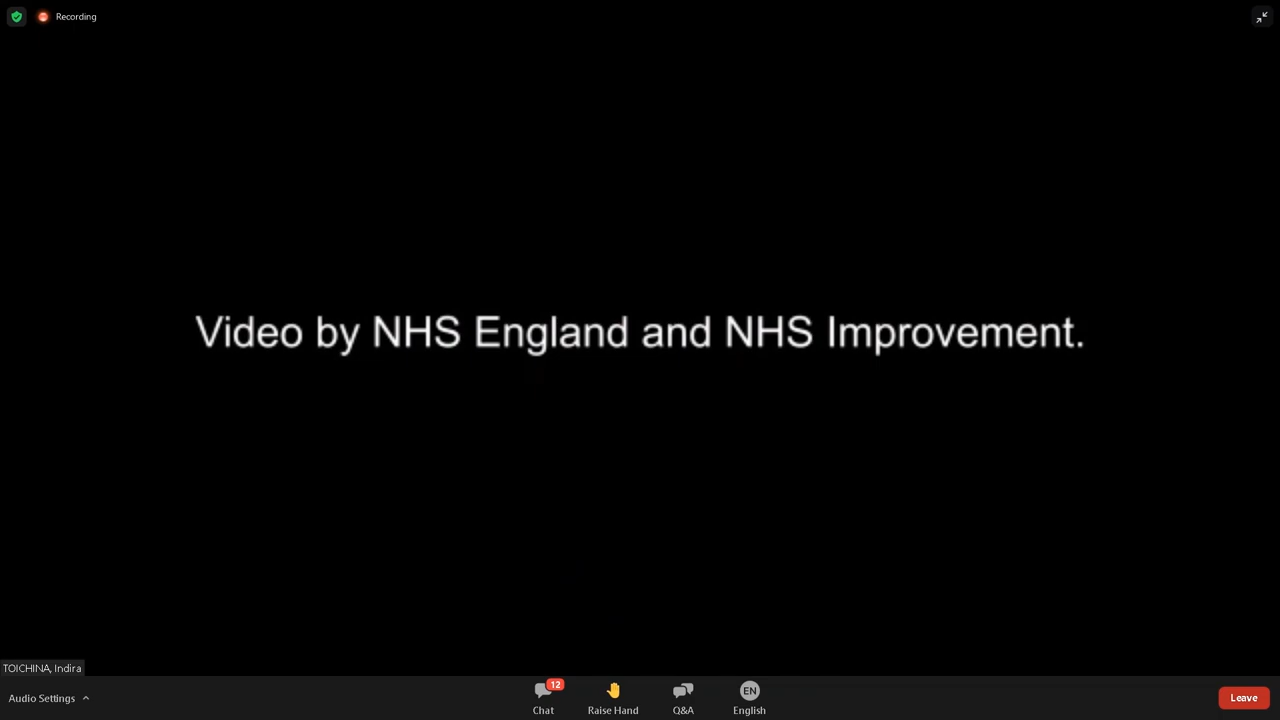 Recording
Video by NHS England and NHS Improvement.
TOICHINA, Indira
Audio Settings
12
Chat
Raise Hand
Q&A
EN
English
Leave